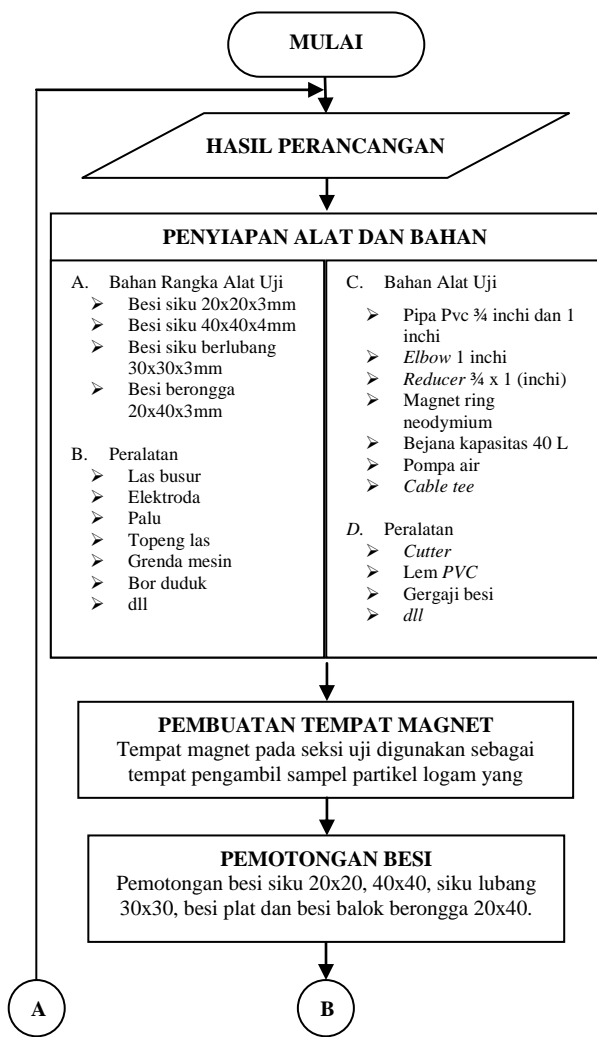 MULAI
HASIL PERANCANGAN
PENYIAPAN ALAT DAN BAHAN
A. Bahan Rangka Alat Uji
➢ Besi siku 20x20x3mm
➢ Besi siku 40x40x4mm
➢ Besi siku berlubang
30x30x3mm
➢ Besi berongga
20x40x3mm
B. Peralatan
➢ Las busur
➢ Elektroda
➢ Palu
➢ Topeng las
➢ Grenda mesin
➢ Bor duduk
➢ dll
C. Bahan Alat Uji
➢ Pipa Pvc ¾ inchi dan 1
inchi
➢ Elbow 1 inchi
➢ Reducer ¾ x 1 (inchi)
➢ Magnet ring
neodymium
➢ Bejana kapasitas 40 L
➢ Pompa air
➢ Cable tee
D. Peralatan
➢ Cutter
➢ Lem PVC
➢ Gergaji besi
➢ dll
PEMBUATAN TEMPAT MAGNET
Tempat magnet pada seksi uji digunakan sebagai
tempat pengambil sampel partikel logam yang
PEMOTONGAN BESI
Pemotongan besi siku 20x20, 40x40, siku lubang
30x30, besi plat dan besi balok berongga 20x40.
A
B